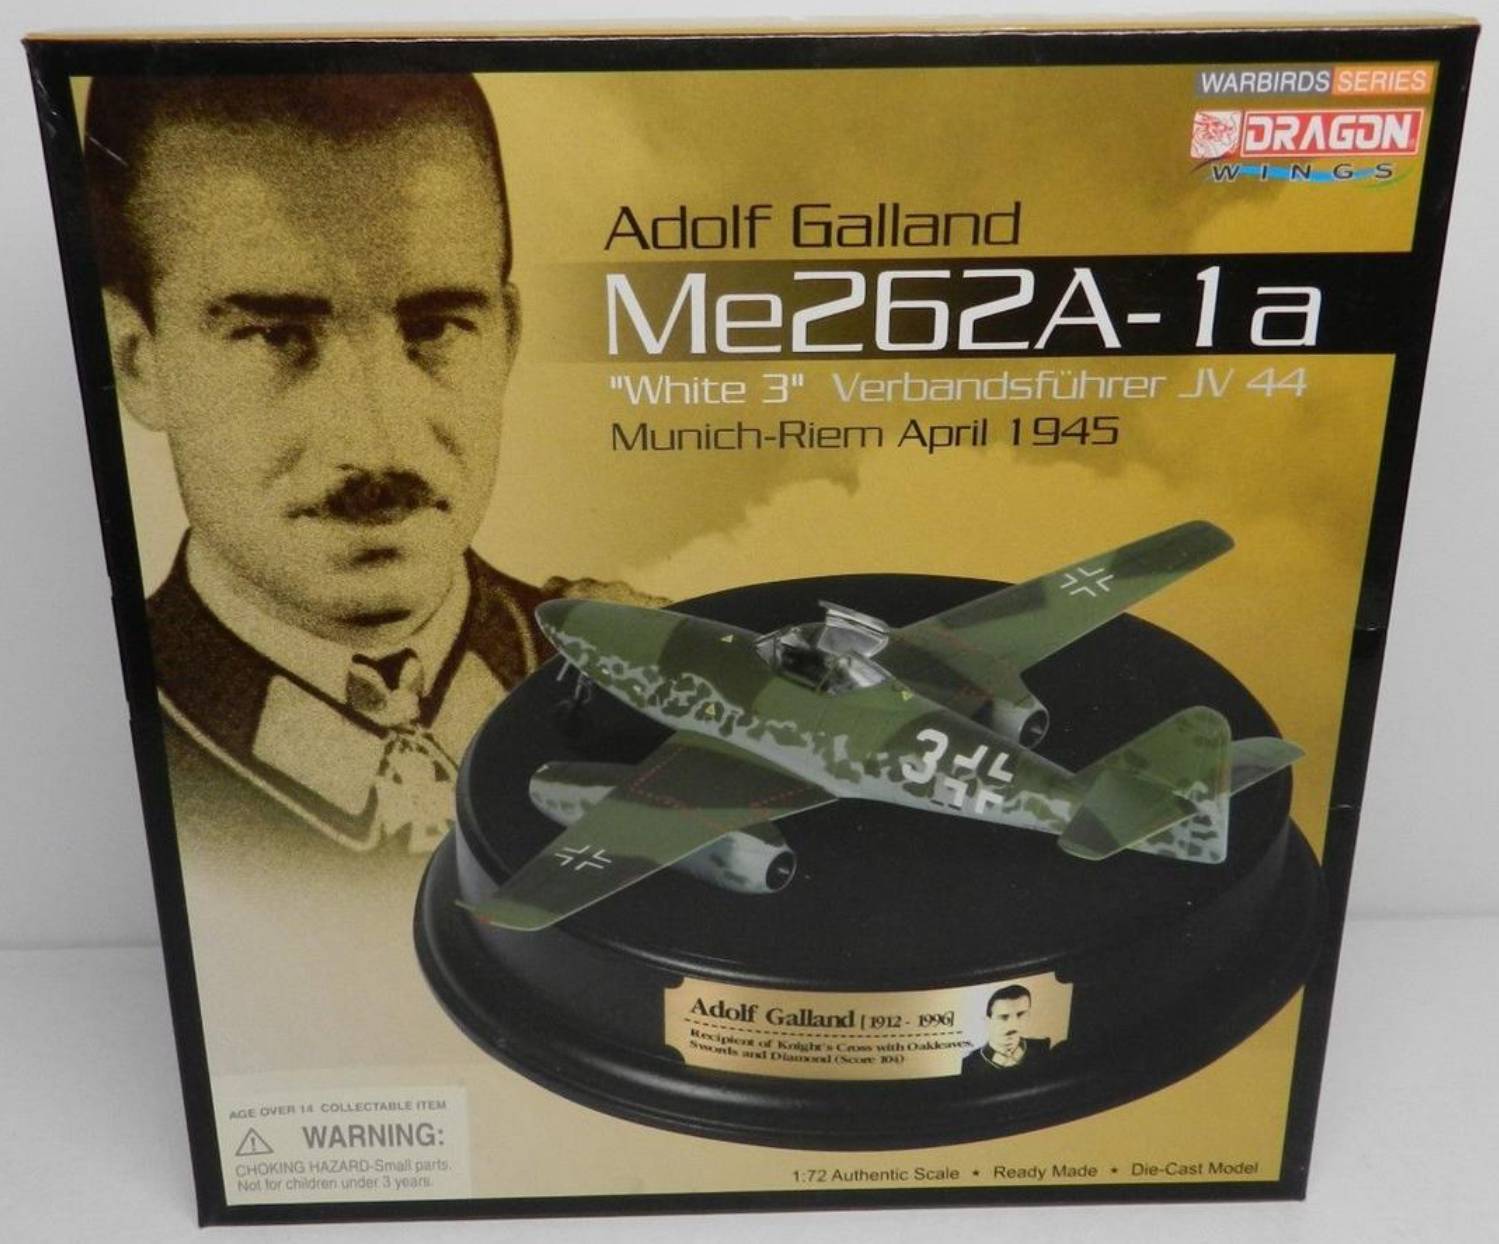 WARBIRDS SERIES
DRAGON
WINGS
Adolf Galland
Me262A-1a
"White 3" Verbandsführer JV 44
Munich-Riem April 1945
3
Adolf Galland [1912 - 1996]
Recipient of Knight's Cross with Oakleaves,
Swords and Diamond (Score 104)
AGE OVER 14 COLLECTABLE ITEM
WARNING:
CHOKING HAZARD-Small parts.
Not for children under 3 years.
1:72 Authentic Scale ★ Ready Made ★ Die-Cast Model